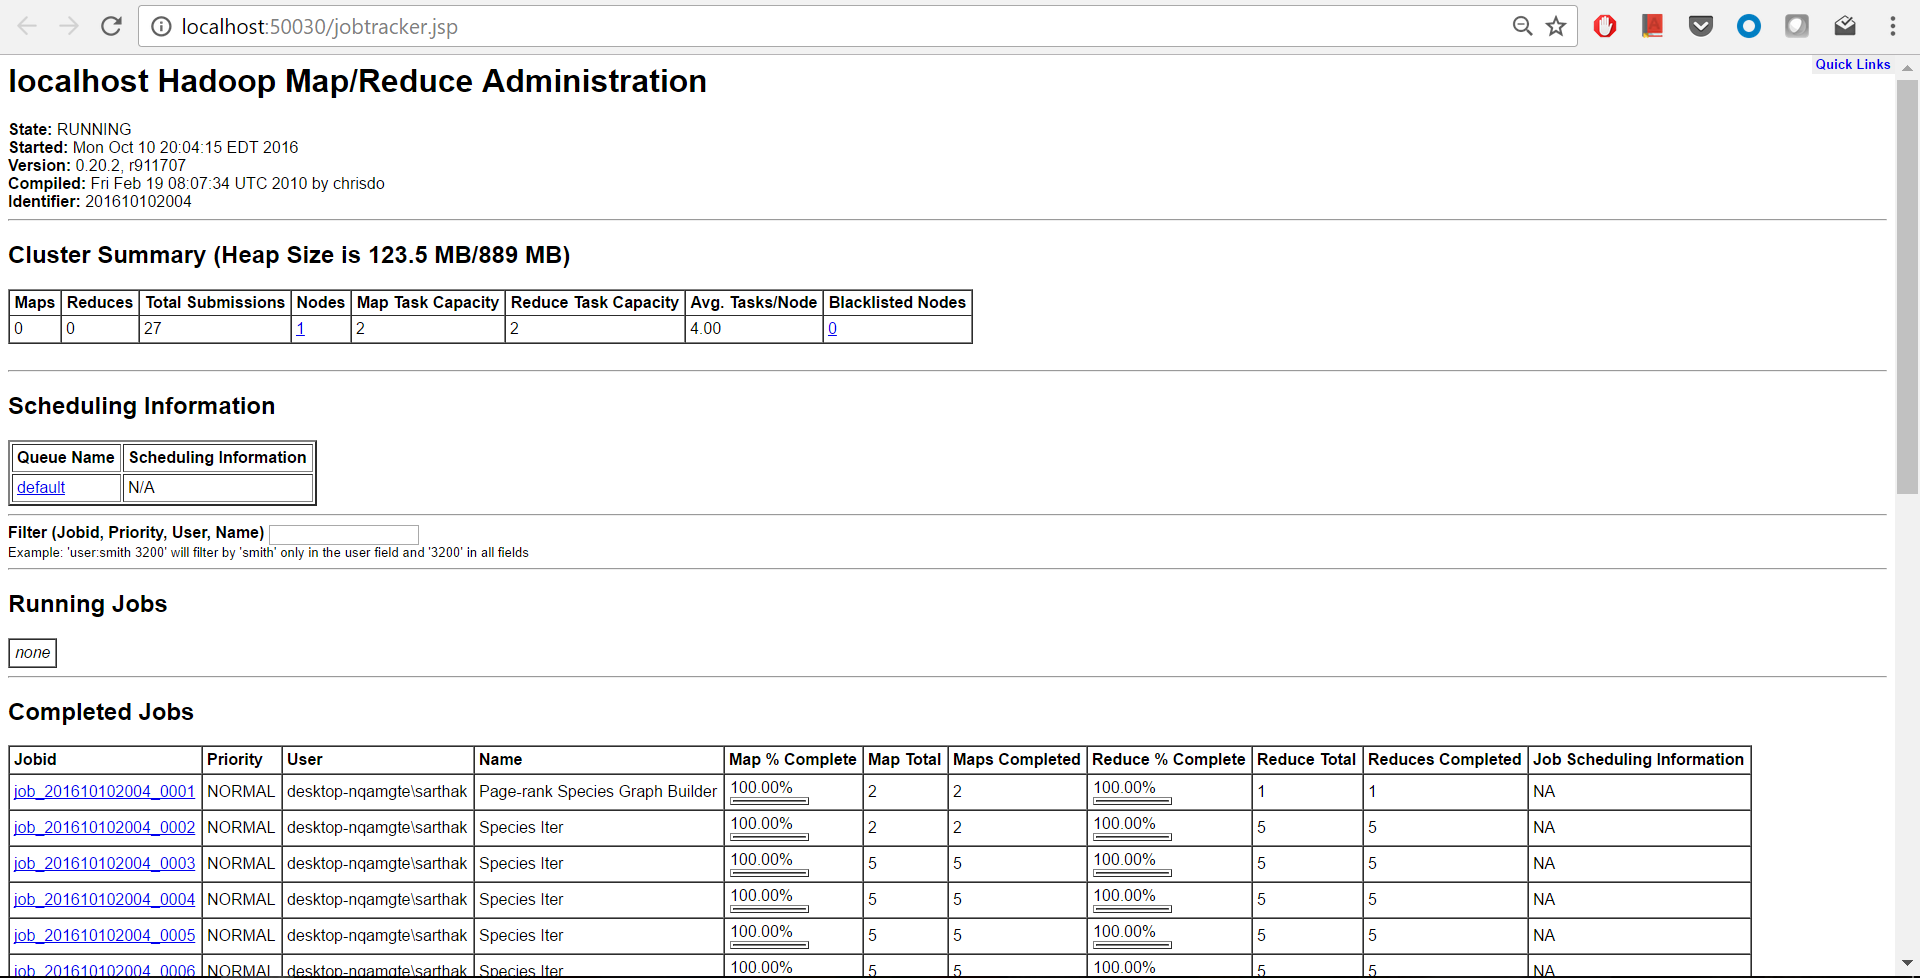 localhost:50030/jobtracker.jsp
Quick Links
localhost Hadoop Map/Reduce Administration
State: RUNNING
Started: Mon Oct 10 20:04:15 EDT 2016
Version: 0.20.2, r911707
Compiled: Fri Feb 19 08:07:34 UTC 2010 by chrisdo
Identifier: 201610102004
Cluster Summary (Heap Size is 123.5 MB/889 MB)
Maps Reduces Total Submissions Nodes Map Task Capacity Reduce Task Capacity Avg. Tasks/Node Blacklisted Nodes
0 0 27 1 2 2 4.00 0
Scheduling Information
Queue Name Scheduling Information
default N/A
Filter (Jobid, Priority, User, Name)
Example: 'user:smith 3200' will filter by 'smith' only in the user field and '3200' in all fields
Running Jobs
none
Completed Jobs
Jobid Priority User Name Map % Complete Map Total Maps Completed Reduce % Complete Reduce Total Reduces Completed Job Scheduling Information
job_201610102004_0001 NORMAL desktop-nqamgte\sarthak Page-rank Species Graph Builder 100.00% 2 2 100.00% 1 1 NA
job_201610102004_0002 NORMAL desktop-nqamgte\sarthak Species Iter 100.00% 2 2 100.00% 5 5 NA
job_201610102004_0003 NORMAL desktop-nqamgte\sarthak Species Iter 100.00% 5 5 100.00% 5 5 NA
job_201610102004_0004 NORMAL desktop-nqamgte\sarthak Species Iter 100.00% 5 5 100.00% 5 5 NA
job_201610102004_0005 NORMAL desktop-nqamgte\sarthak Species Iter 100.00% 5 5 100.00% 5 5 NA
job_201610102004_0006 NORMAL desktop-nqamgte\sarthak Species Iter 100.00% 5 5 100.00% 5 5 NA